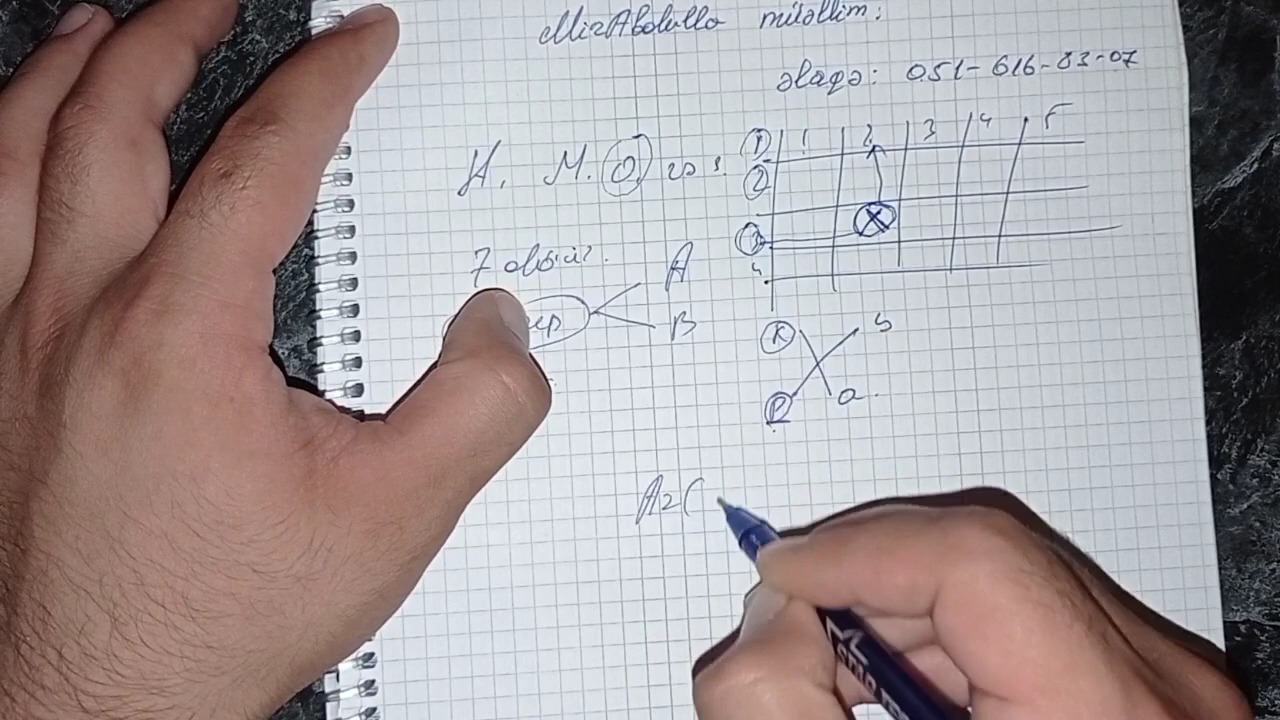 MirAbdulla müəllim:
əlaqə: 051-616-83-07
H. M. O və s.
1 1 2 3 4 5
2
3 X
4
7 
A
B
K b
P a.
A2(